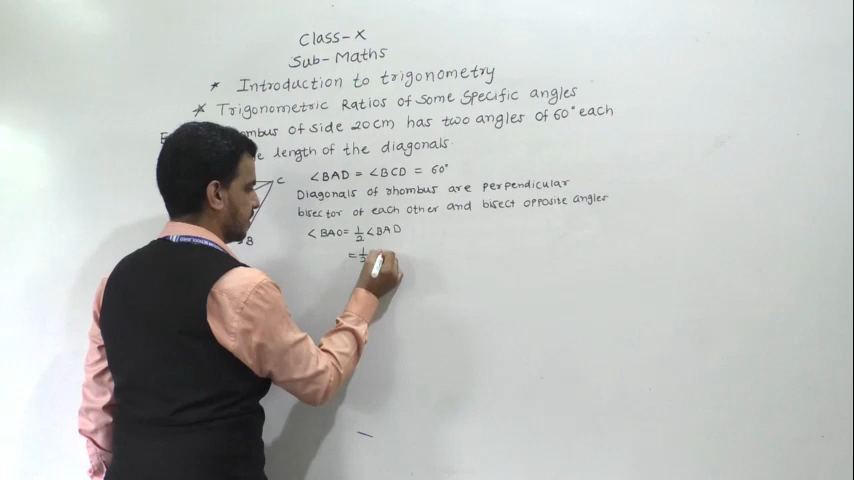 Class-X
Sub-Maths
* Introduction to trigonometry
* Trigonometric Ratios of Some Specific angles
of side 20cm has two angles of 60° each
length of the diagonals.
C
∠BAD = ∠BCD = 60°
Diagonals of rhombus are perpendicular
bisector of each other and bisect opposite angles
B
∠BAO = 1/2 ∠BAD
= 1/2